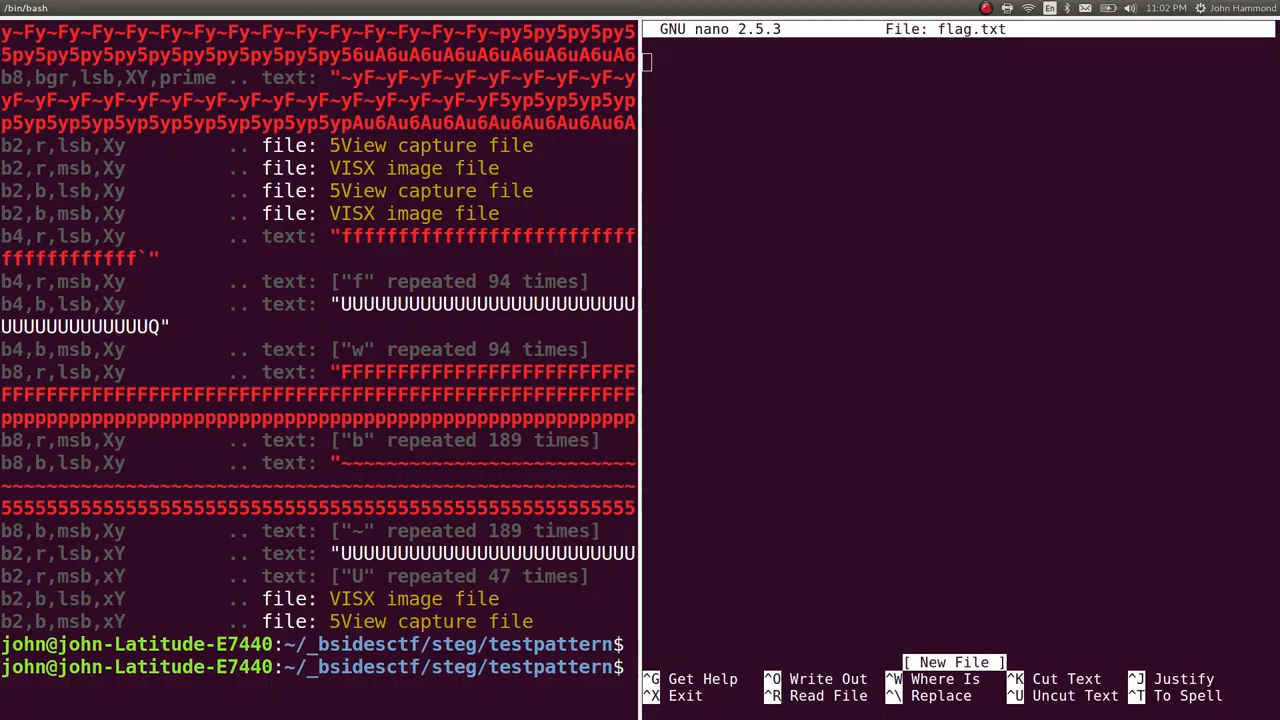 /bin/bash
En
11:02 PM
John Hammond
y~Fy~Fy~Fy~Fy~Fy~Fy~Fy~Fy~Fy~Fy~Fy~Fy~Fy~Fy~py5py5py5py5
5py5py5py5py5py5py5py5py5py5py56uA6uA6uA6uA6uA6uA6uA6uA6
b8,bgr,lsb,XY,prime .. text: "~yF~yF~yF~yF~yF~yF~yF~yF~y
yF~yF~yF~yF~yF~yF~yF~yF~yF~yF~yF~yF~yF~yF~yF5yp5yp5yp5yp
p5yp5yp5yp5yp5yp5yp5yp5yp5yp5ypAu6Au6Au6Au6Au6Au6Au6Au6A
b2,r,lsb,Xy .. file: 5View capture file
b2,r,msb,Xy .. file: VISX image file
b2,b,lsb,Xy .. file: 5View capture file
b2,b,msb,Xy .. file: VISX image file
b4,r,lsb,Xy .. text: "ffffffffffffffffffffffffff
ffffffffffff`"
b4,r,msb,Xy .. text: ["f" repeated 94 times]
b4,b,lsb,Xy .. text: "UUUUUUUUUUUUUUUUUUUUUUUUUU
UUUUUUUUUUUUUQ"
b4,b,msb,Xy .. text: ["w" repeated 94 times]
b8,r,lsb,Xy .. text: "FFFFFFFFFFFFFFFFFFFFFFFFFF
FFFFFFFFFFFFFFFFFFFFFFFFFFFFFFFFFFFFFFFFFFFFFFFFFFFFFFFF
pppppppppppppppppppppppppppppppppppppppppppppppppppppppp
b8,r,msb,Xy .. text: ["b" repeated 189 times]
b8,b,lsb,Xy .. text: "~~~~~~~~~~~~~~~~~~~~~~~~~~
~~~~~~~~~~~~~~~~~~~~~~~~~~~~~~~~~~~~~~~~~~~~~~~~~~~~~~~~
55555555555555555555555555555555555555555555555555555555
b8,b,msb,Xy .. text: ["~" repeated 189 times]
b2,r,lsb,xY .. text: "UUUUUUUUUUUUUUUUUUUUUUUUUU
b2,r,msb,xY .. text: ["U" repeated 47 times]
b2,b,lsb,xY .. file: VISX image file
b2,b,msb,xY .. file: 5View capture file
john@john-Latitude-E7440:~/_bsidesctf/steg/testpattern$
john@john-Latitude-E7440:~/_bsidesctf/steg/testpattern$
GNU nano 2.5.3 File: flag.txt
[ New File ]
^G Get Help ^O Write Out ^W Where Is ^K Cut Text ^J Justify
^X Exit ^R Read File ^\ Replace ^U Uncut Text ^T To Spell